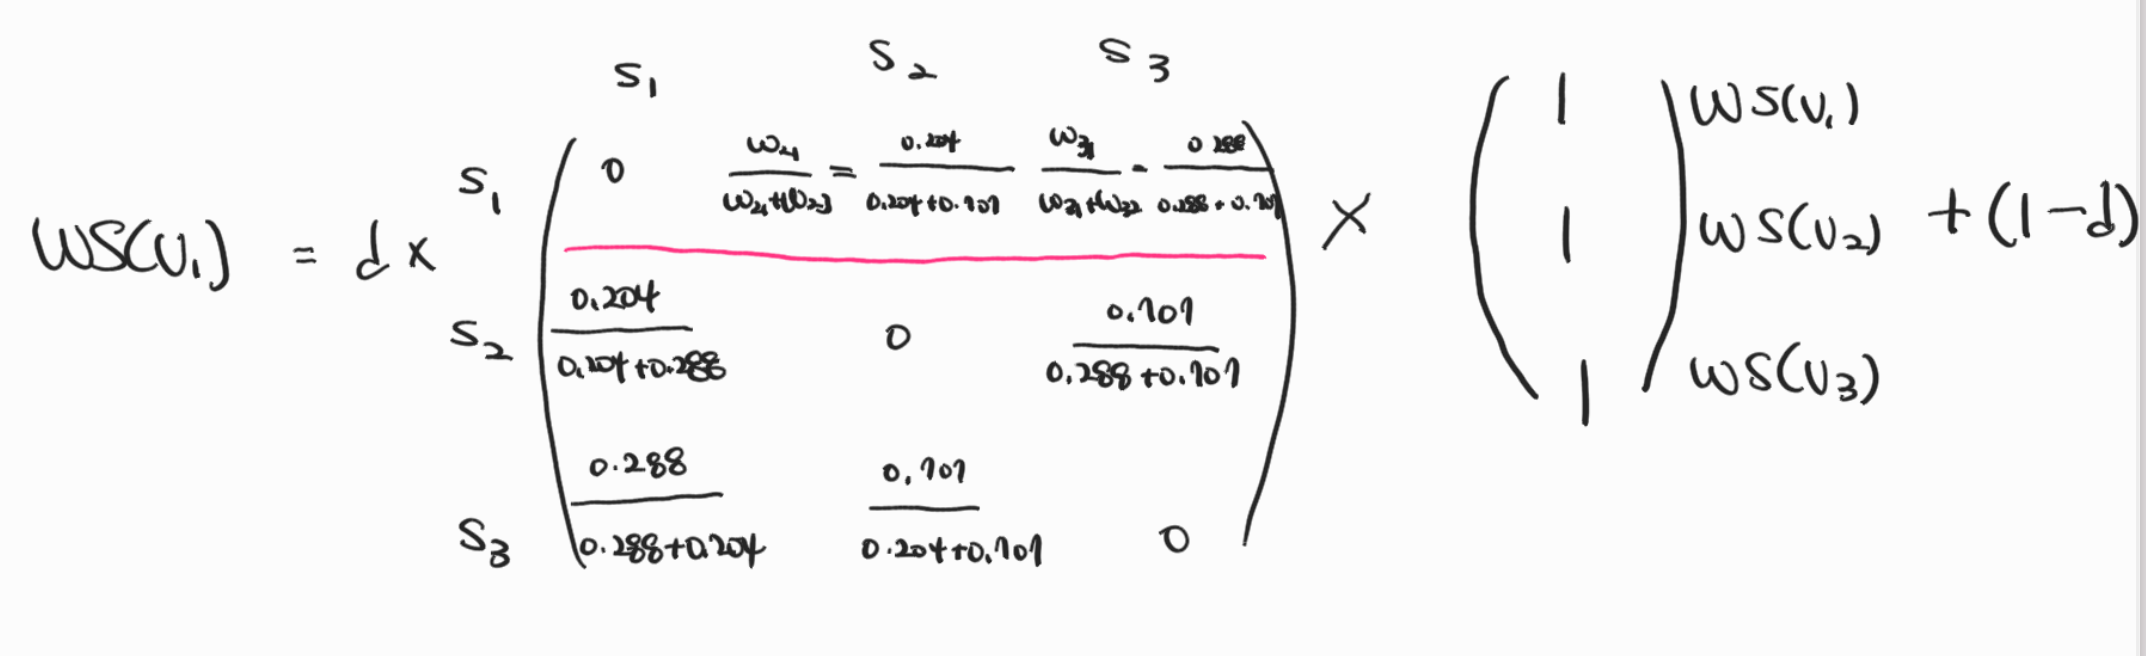 S1 S2 S3
S1 0 w21/(w21+w23) = 0.204/(0.204+0.707) w31/(w31+w32) = 0.288/(0.288+0.707)
WS(V1) = d × × + (1-d)
S2 0.204/(0.204+0.288) 0 0.707/(0.288+0.707)
S3 0.288/(0.288+0.204) 0.707/(0.204+0.707) 0
1 WS(V1)
1 WS(V2)
1 WS(V3)